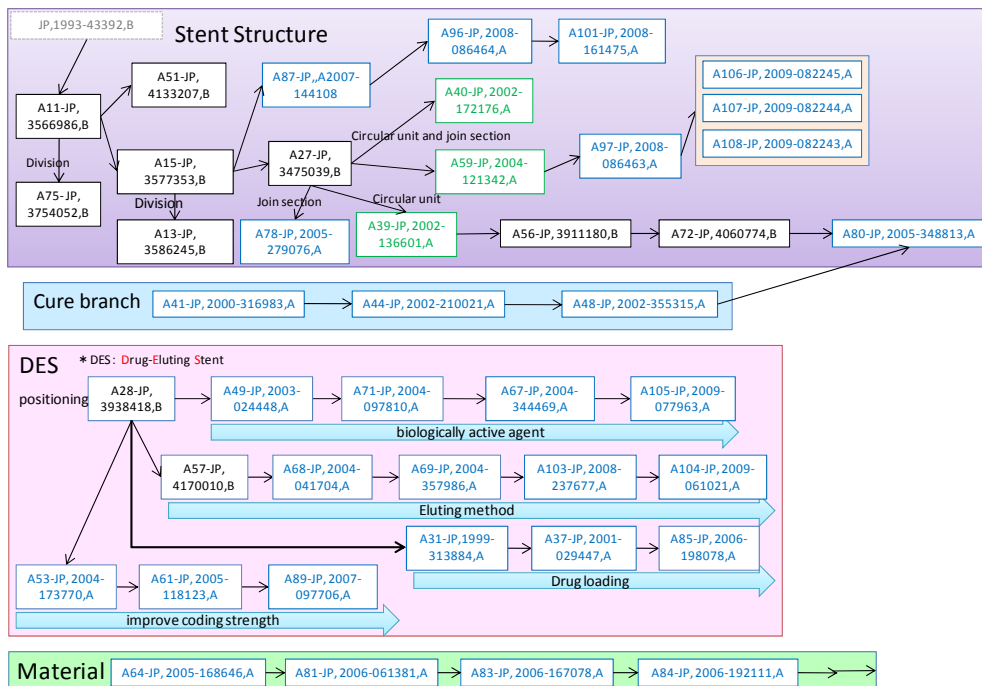 JP,1993-43392,B
Stent Structure
A96-JP, 2008-
086464,A
A101-JP, 2008-
161475,A
A51-JP,
4133207,B
A87-JP,,A2007-
144108
A106-JP, 2009-082245,A
A107-JP, 2009-082244,A
A108-JP, 2009-082243,A
A11-JP,
3566986,B
A40-JP, 2002-
172176,A
Circular unit and join section
Division
A15-JP,
3577353,B
A27-JP,
3475039,B
A59-JP, 2004-
121342,A
A97-JP, 2008-
086463,A
A75-JP,
3754052,B
Division
Join section
Circular unit
A13-JP,
3586245,B
A78-JP, 2005-
279076,A
A39-JP, 2002-
136601,A
A56-JP, 3911180,B
A72-JP, 4060774,B
A80-JP, 2005-348813,A
Cure branch
A41-JP, 2000-316983,A
A44-JP, 2002-210021,A
A48-JP, 2002-355315,A
DES
* DES: Drug-Eluting Stent
positioning
A28-JP,
3938418,B
A49-JP, 2003-
024448,A
A71-JP, 2004-
097810,A
A67-JP, 2004-
344469,A
A105-JP, 2009-
077963,A
biologically active agent
A57-JP,
4170010,B
A68-JP, 2004-
041704,A
A69-JP, 2004-
357986,A
A103-JP, 2008-
237677,A
A104-JP, 2009-
061021,A
Eluting method
A31-JP,1999-
313884,A
A37-JP, 2001-
029447,A
A85-JP, 2006-
198078,A
Drug loading
A53-JP, 2004-
173770,A
A61-JP, 2005-
118123,A
A89-JP, 2007-
097706,A
improve coding strength
Material
A64-JP, 2005-168646,A
A81-JP, 2006-061381,A
A83-JP, 2006-167078,A
A84-JP, 2006-192111,A